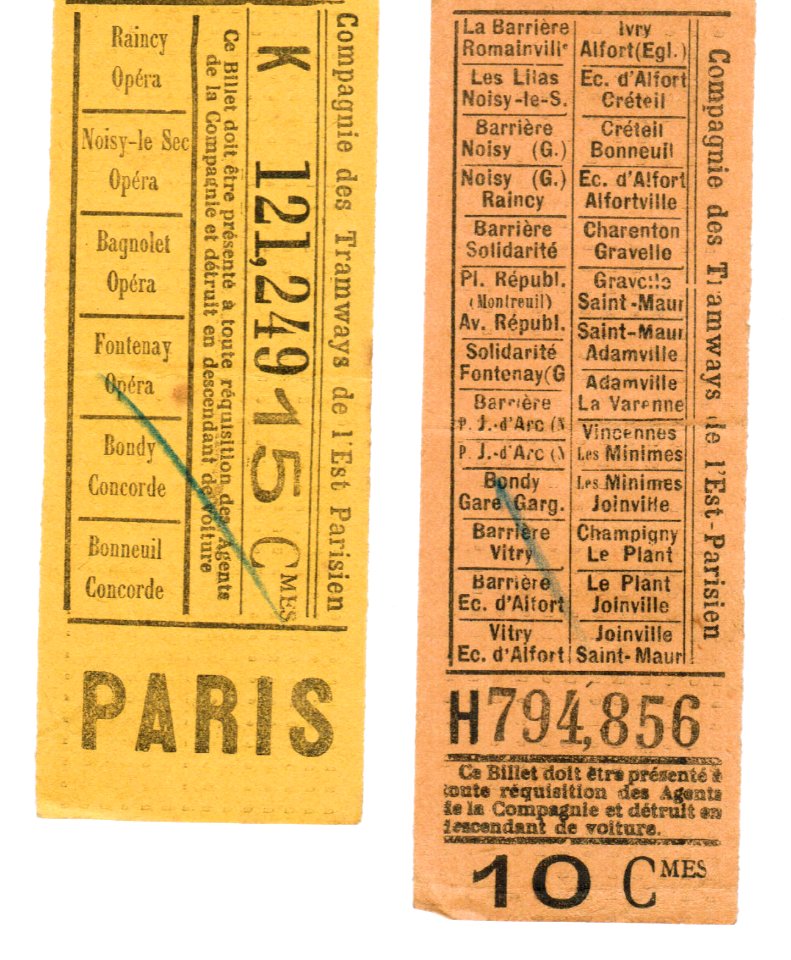 Raincy
Opéra
Noisy-le Sec
Opéra
Bagnolet
Opéra
Fontenay
Opéra
Bondy
Concorde
Bonneuil
Concorde
Ce Billet doit être présenté à toute réquisition des Agents
de la Compagnie et détruit en descendant de voiture
K 121,249 15 CMES
Compagnie des Tramways de l'Est Parisien
PARIS
La Barrière
Romainvill
Les Lilas
Noisy-le-S.
Barrière
Noisy (G.)
Noisy (G.)
Raincy
Barrière
Solidarité
Pl. Républ.
(Montreuil)
Av. Républ.
Solidarité
Fontenay(G
Barrière
P. J.-d'Arc (
P. J.-d'Arc (
Bondy
Gare Garg.
Barrière
Vitry
Barrière
Ec. d'Alfort
Vitry
Ec. d'Alfort
Ivry
Alfort(Egl.)
Ec. d'Alfort
Créteil
Créteil
Bonneuil
Ec. d'Alfort
Alfortville
Charenton
Gravelle
Gravelle
Saint-Maur
Saint-Maur
Adamville
Adamville
La Varenne
Vincennes
Les Minimes
Les Minimes
Joinville
Champigny
Le Plant
Le Plant
Joinville
Joinville
Saint-Maur
Compagnie des Tramways de l'Est-Parisien
H794,856
Ce Billet doit être présenté à
toute réquisition des Agents
de la Compagnie et détruit en
descendant de voiture.
10 CMES